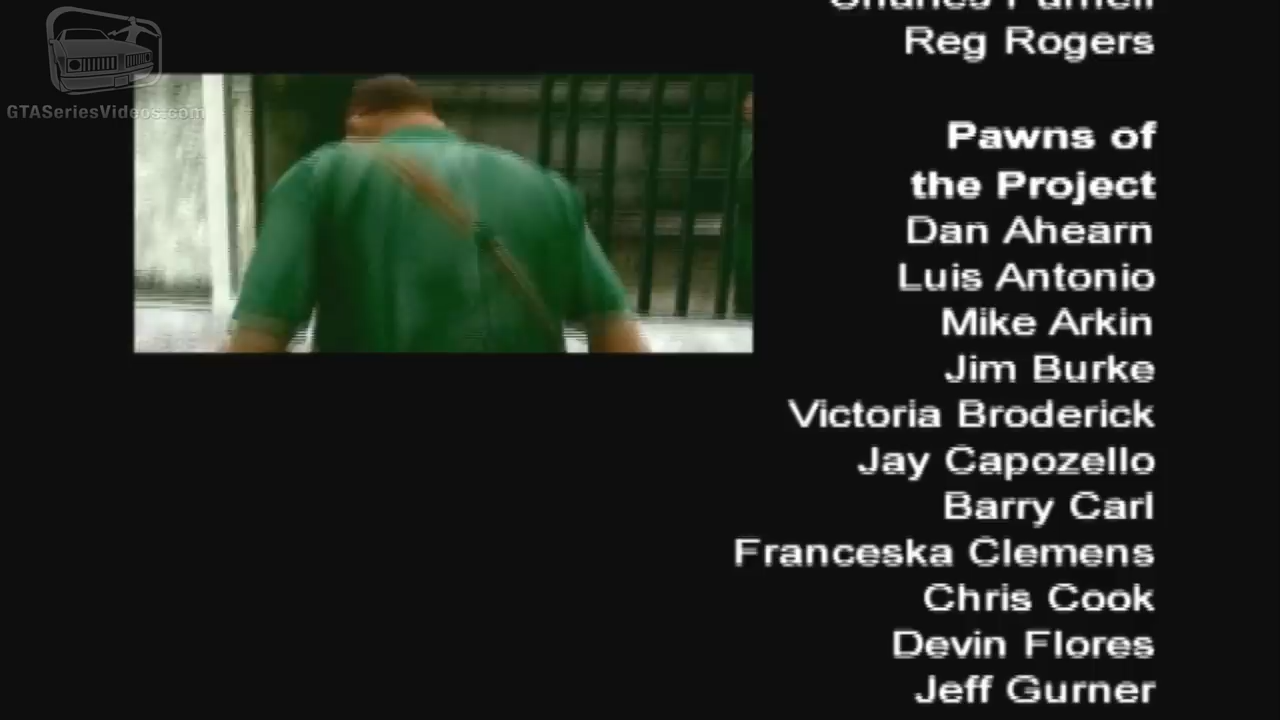 GTASeriesVideos.com
Reg Rogers
Pawns of
the Project
Dan Ahearn
Luis Antonio
Mike Arkin
Jim Burke
Victoria Broderick
Jay Capozello
Barry Carl
Franceska Clemens
Chris Cook
Devin Flores
Jeff Gurner